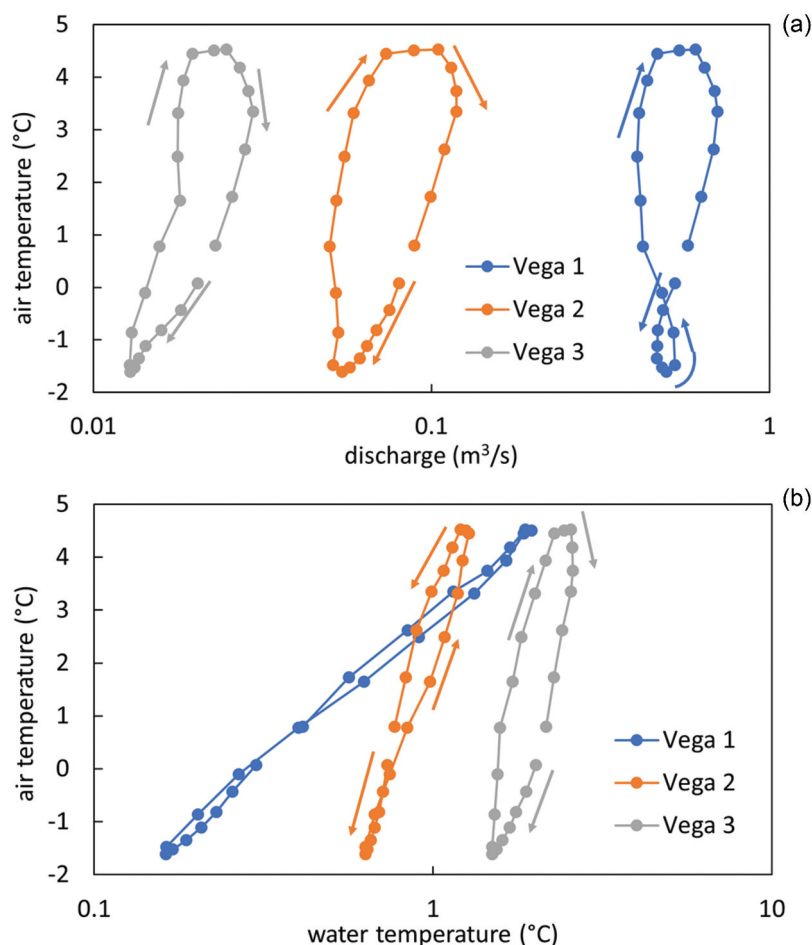 (a)
5
4
3
2
1
0
-1
-2
air temperature (°C)
Vega 1
Vega 2
Vega 3
0.01 0.1 1
discharge (m³/s)
(b)
5
4
3
2
1
0
-1
-2
air temperature (°C)
Vega 1
Vega 2
Vega 3
0.1 1 10
water temperature (°C)